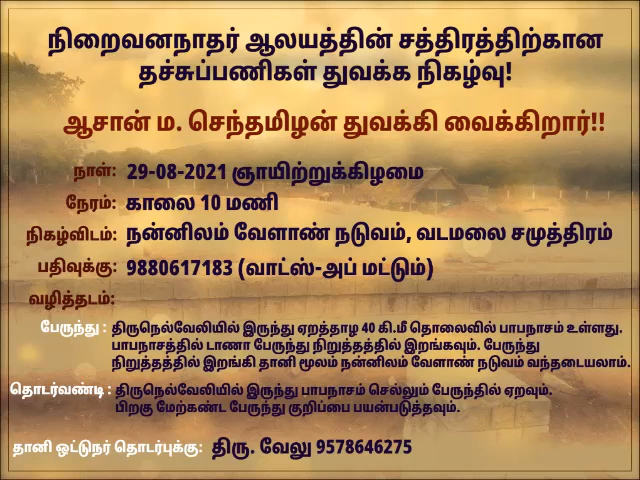 நிறைவனநாதர் ஆலயத்தின் சத்திரத்திற்கான
தச்சுப்பணிகள் துவக்க நிகழ்வு!
ஆசான் ம. செந்தமிழன் துவக்கி வைக்கிறார்!!
நாள்: 29-08-2021 ஞாயிற்றுக்கிழமை
நேரம்: காலை 10 மணி
நிகழ்விடம்: நன்னிலம் வேளாண் நடுவம், வடமலை சமுத்திரம்
பதிவுக்கு: 9880617183 (வாட்ஸ்-அப் மட்டும்)
வழித்தடம்:
பேருந்து : திருநெல்வேலியில் இருந்து ஏறத்தாழ 40 கி.மீ தொலைவில் பாபநாசம் உள்ளது.
பாபநாசத்தில் டாணா பேருந்து நிறுத்தத்தில் இறங்கவும். பேருந்து
நிறுத்தத்தில் இறங்கி தானி மூலம் நன்னிலம் வேளாண் நடுவம் வந்தடையலாம்.
தொடர்வண்டி : திருநெல்வேலியில் இருந்து பாபநாசம் செல்லும் பேருந்தில் ஏறவும்.
பிறகு மேற்கண்ட பேருந்து குறிப்பை பயன்படுத்தவும்.
தானி ஓட்டுநர் தொடர்புக்கு: திரு. வேலு 9578646275